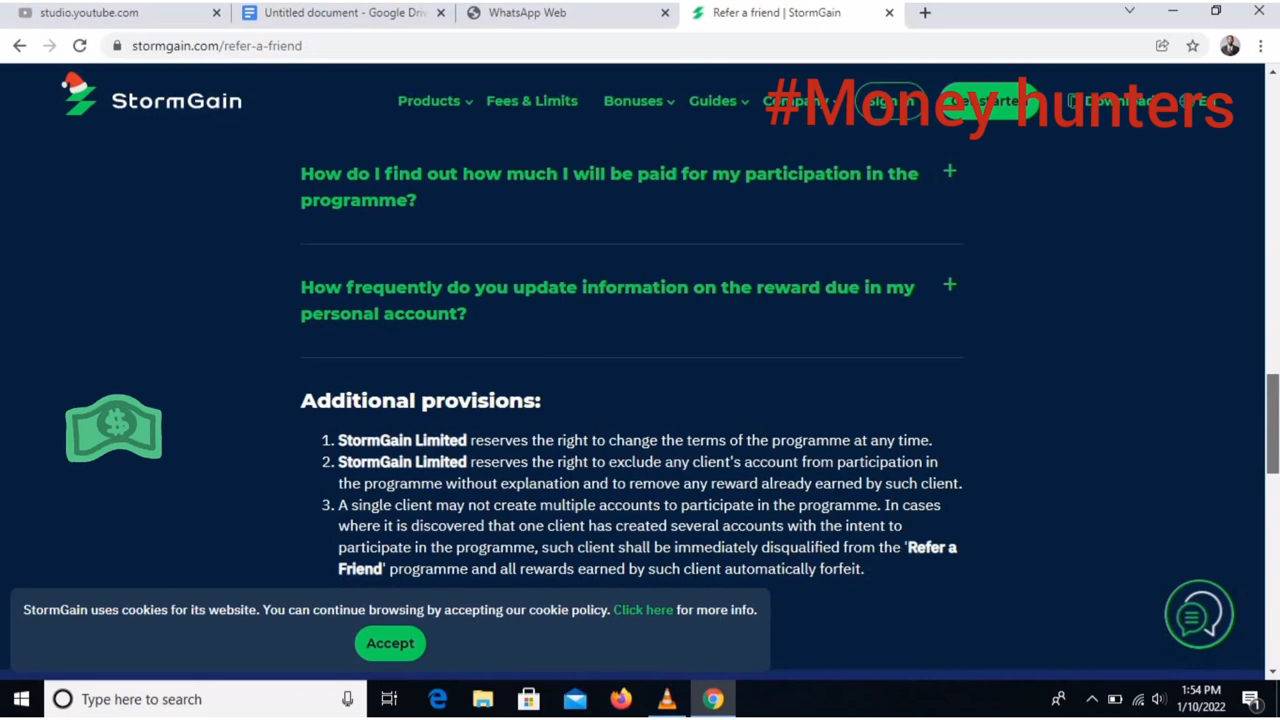 studio.youtube.com
Untitled document - Google Driv
WhatsApp Web
Refer a friend | StormGain
stormgain.com/refer-a-friend
StormGain
Products
Fees & Limits
Bonuses
Guides
Company
Sign in
Get started
Download
En
#Money hunters
How do I find out how much I will be paid for my participation in the
programme?
How frequently do you update information on the reward due in my
personal account?
Additional provisions:
1. StormGain Limited reserves the right to change the terms of the programme at any time.
2. StormGain Limited reserves the right to exclude any client's account from participation in
the programme without explanation and to remove any reward already earned by such client.
3. A single client may not create multiple accounts to participate in the programme. In cases
where it is discovered that one client has created several accounts with the intent to
participate in the programme, such client shall be immediately disqualified from the 'Refer a
Friend' programme and all rewards earned by such client automatically forfeit.
StormGain uses cookies for its website. You can continue browsing by accepting our cookie policy. Click here for more info.
Accept
Type here to search
1:54 PM
1/10/2022
1